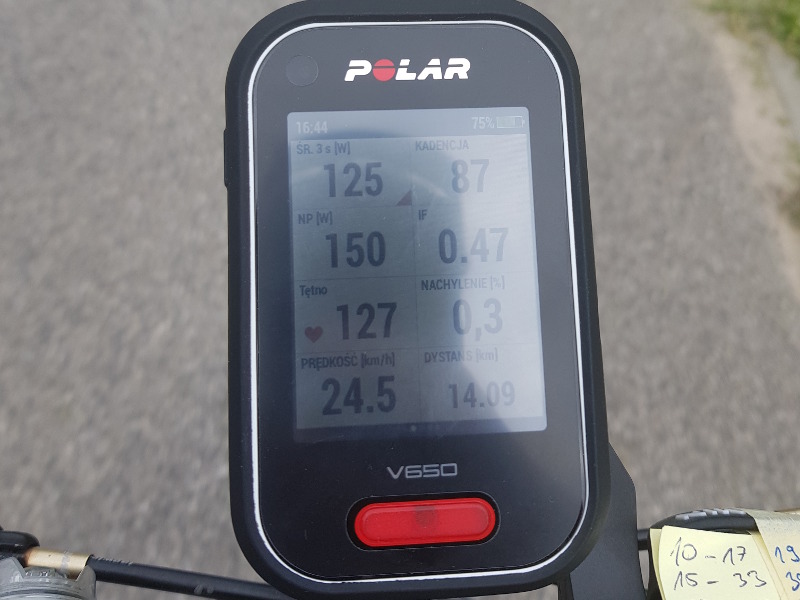 POLAR
16:44 75%
ŚR. 3 s [W] KADENCJA
125 87
NP [W] IF
150 0.47
Tętno NACHYLENIE [%]
127 0,3
PRĘDKOŚĆ [km/h] DYSTANS [km]
24.5 14.09
V650
10-17
15-33